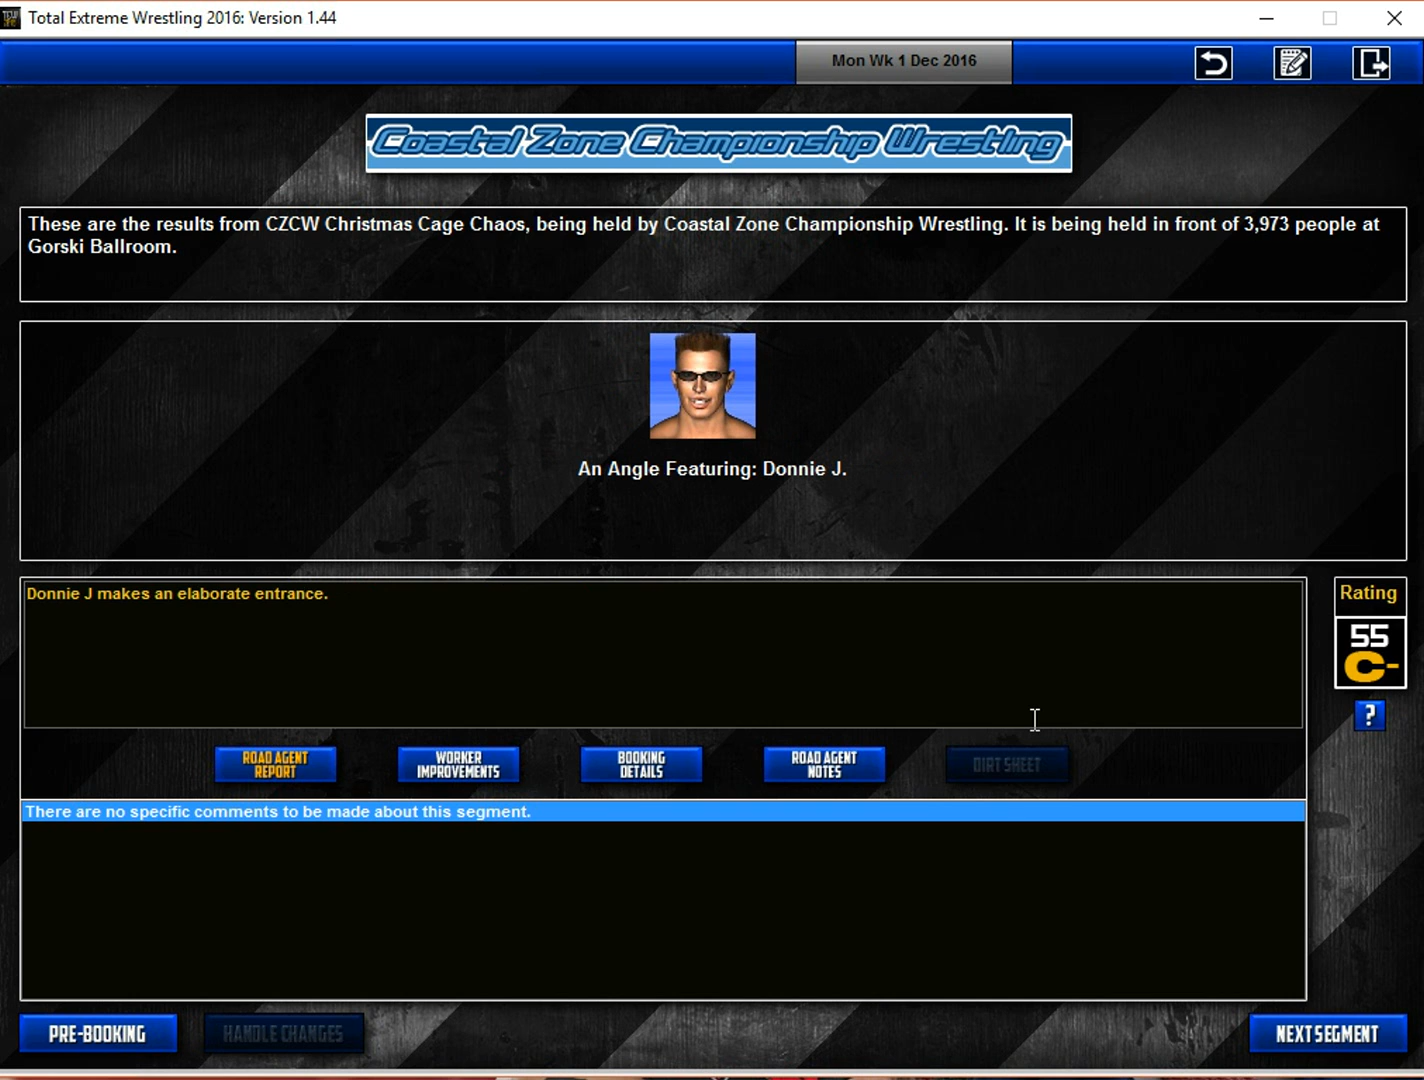 Total Extreme Wrestling 2016: Version 1.44
Mon Wk 1 Dec 2016
Coastal Zone Championship Wrestling
These are the results from CZCW Christmas Cage Chaos, being held by Coastal Zone Championship Wrestling. It is being held in front of 3,973 people at
Gorski Ballroom.
An Angle Featuring: Donnie J.
Donnie J makes an elaborate entrance.
Rating
55
C-
?
ROAD AGENT
REPORT
WORKER
IMPROVEMENTS
BOOKING
DETAILS
ROAD AGENT
NOTES
DIRT SHEET
There are no specific comments to be made about this segment.
PRE-BOOKING
HANDLE CHANGES
NEXT SEGMENT